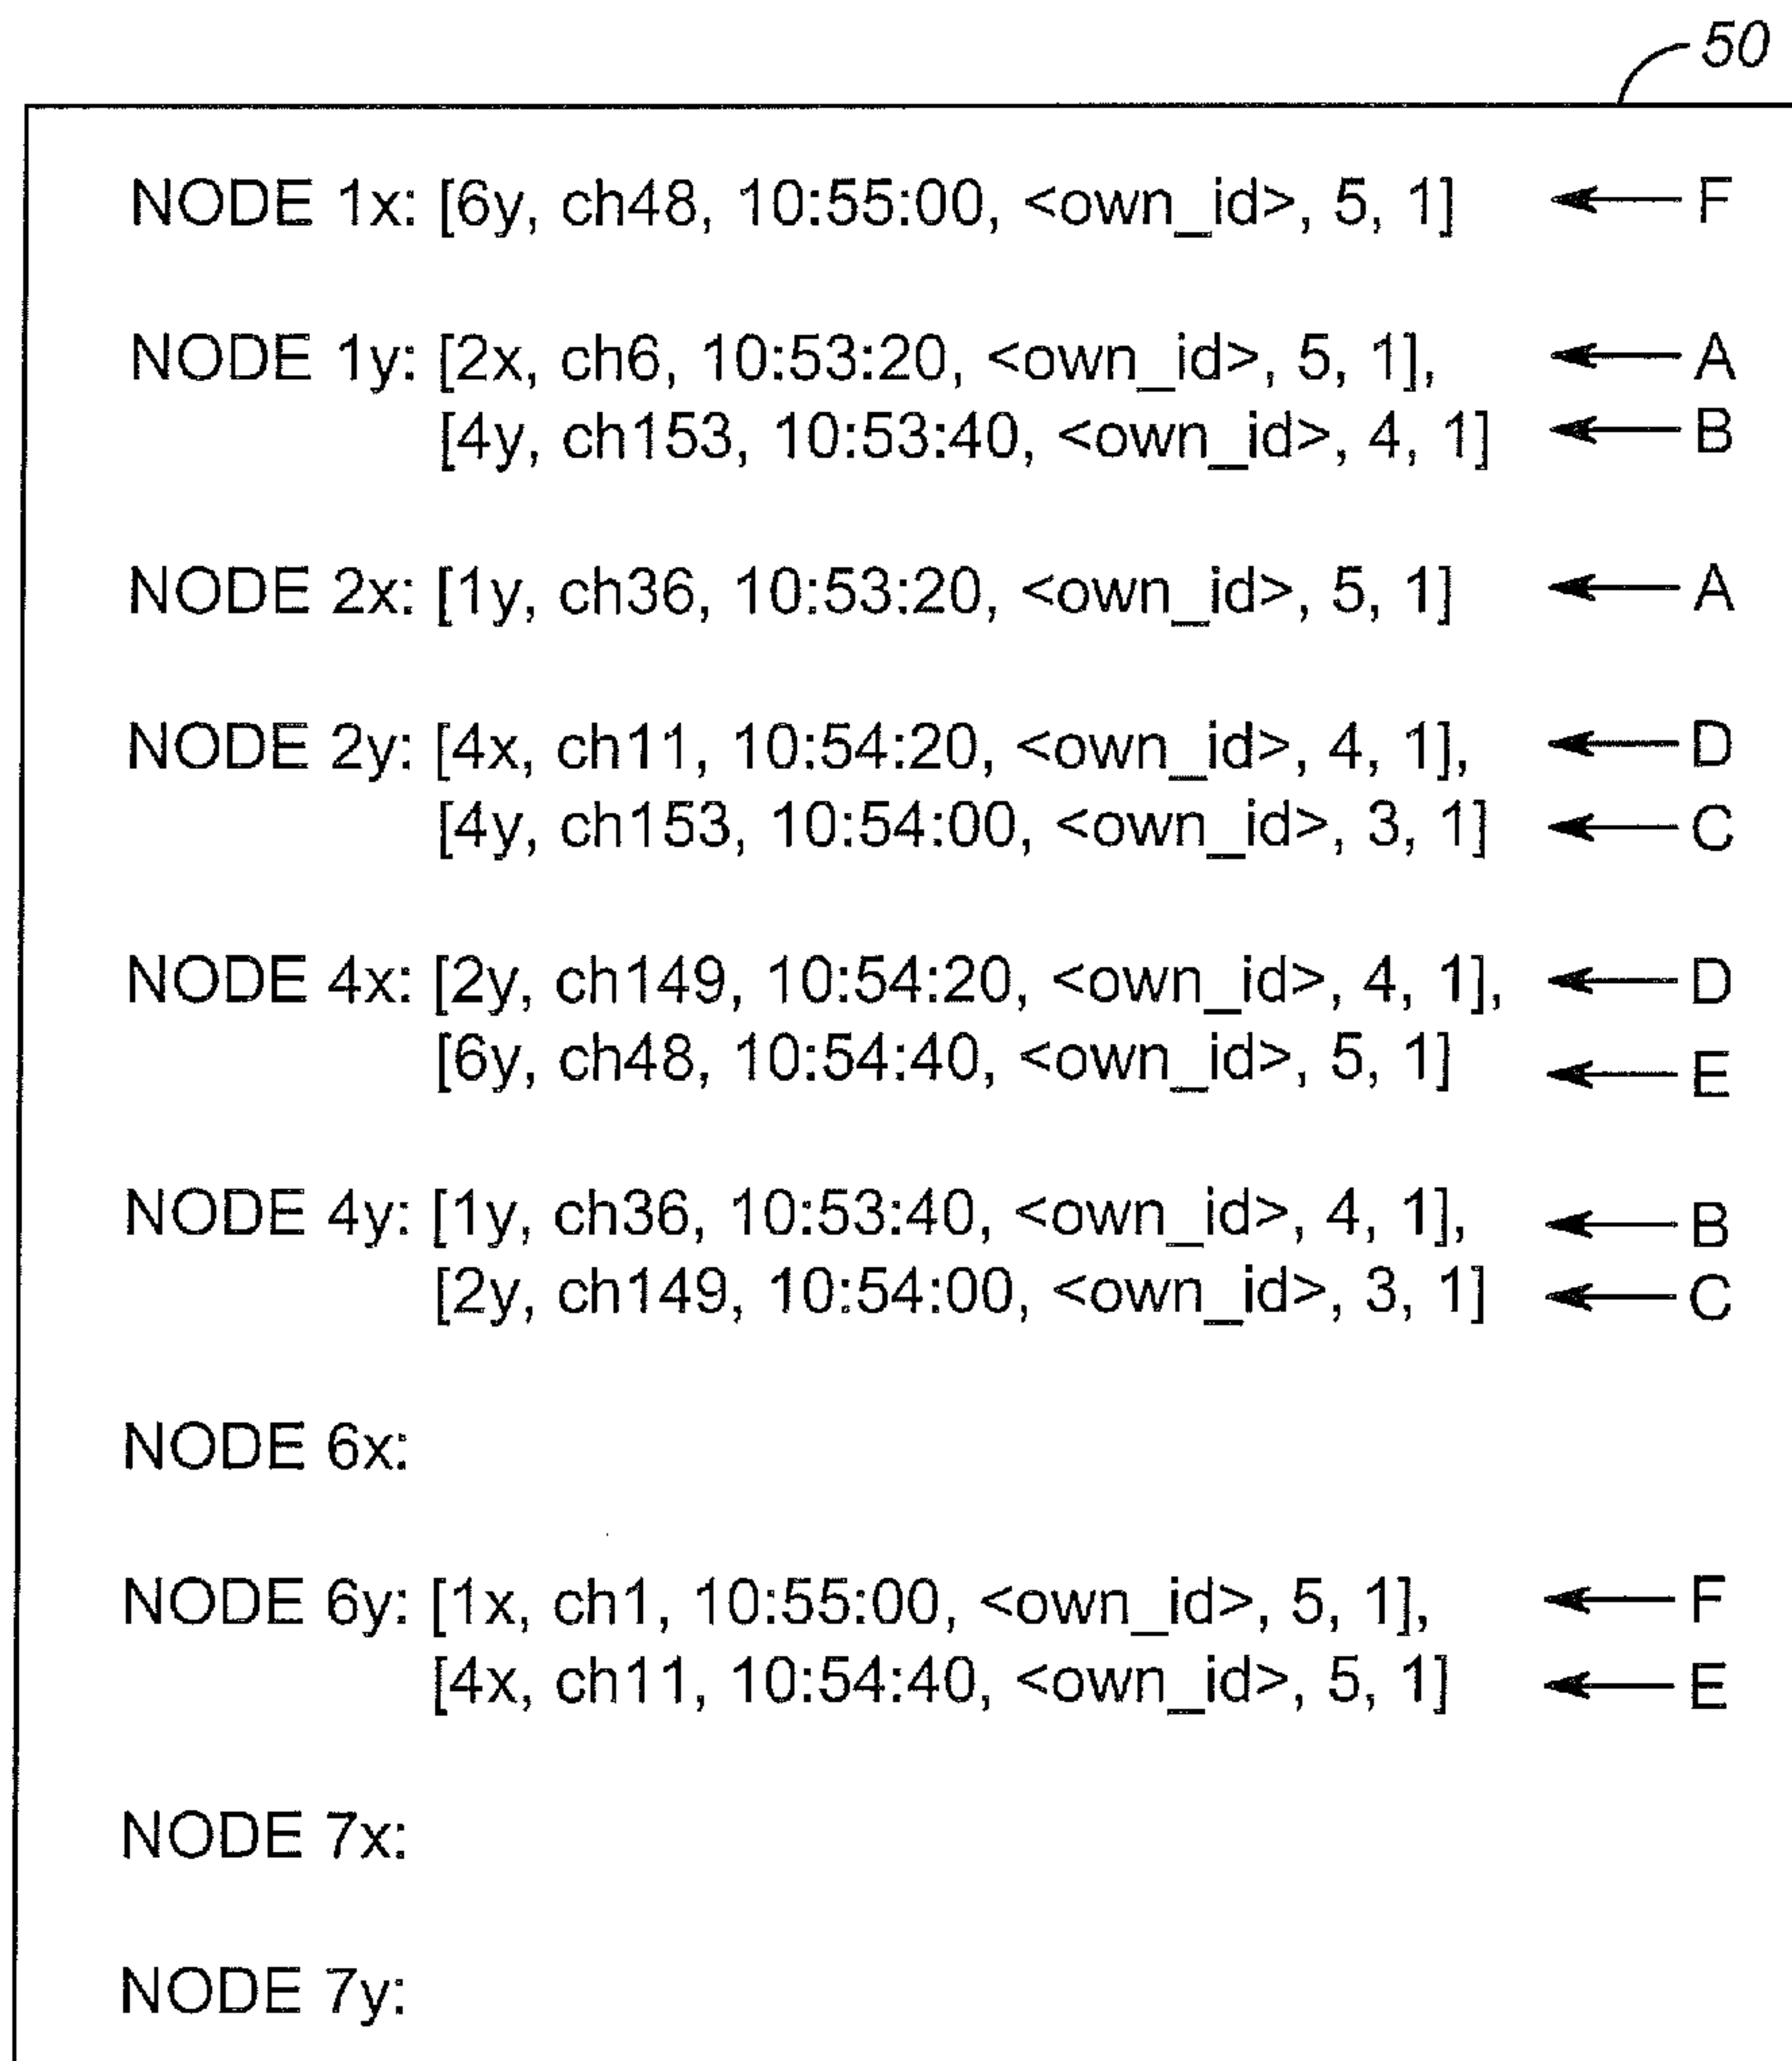 50
NODE 1x: [6y, ch48, 10:55:00, <own_id>, 5, 1] F
NODE 1y: [2x, ch6, 10:53:20, <own_id>, 5, 1], A
[4y, ch153, 10:53:40, <own_id>, 4, 1] B
NODE 2x: [1y, ch36, 10:53:20, <own_id>, 5, 1] A
NODE 2y: [4x, ch11, 10:54:20, <own_id>, 4, 1], D
[4y, ch153, 10:54:00, <own_id>, 3, 1] C
NODE 4x: [2y, ch149, 10:54:20, <own_id>, 4, 1], D
[6y, ch48, 10:54:40, <own_id>, 5, 1] E
NODE 4y: [1y, ch36, 10:53:40, <own_id>, 4, 1], B
[2y, ch149, 10:54:00, <own_id>, 3, 1] C
NODE 6x:
NODE 6y: [1x, ch1, 10:55:00, <own_id>, 5, 1], F
[4x, ch11, 10:54:40, <own_id>, 5, 1] E
NODE 7x:
NODE 7y: